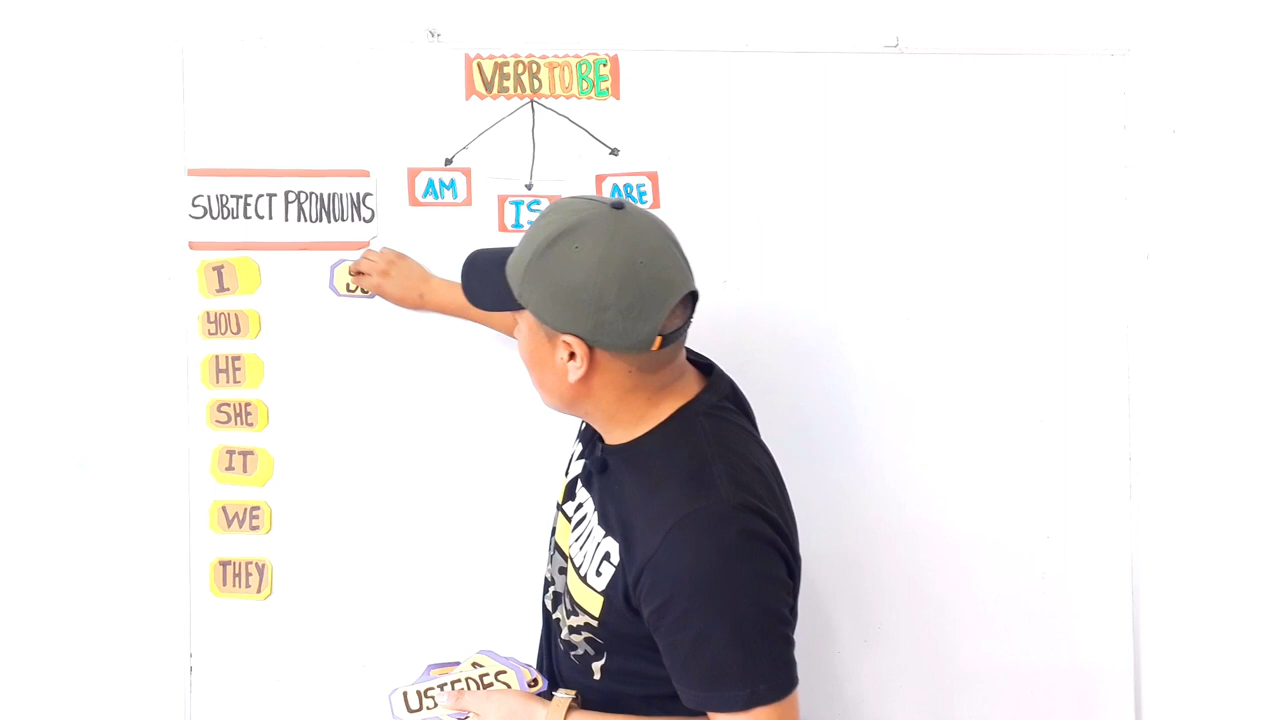 VERB TO BE
AM
IS
ARE
SUBJECT PRONOUNS
I
YOU
HE
SHE
IT
WE
THEY
USTEDES